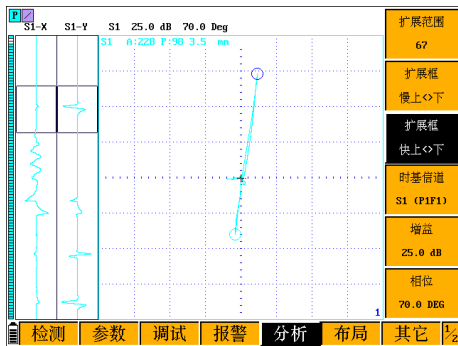 P
S1-X S1-Y S1 25.0 dB 70.0 Deg
S1 A:220 P:90 3.5 mm
1
扩展范围
67
扩展框
慢上<>下
扩展框
快上<>下
时基信道
S1 (P1F1)
增益
25.0 dB
相位
70.0 DEG
检测 参数 调试 报警 分析 布局 其它 1/2